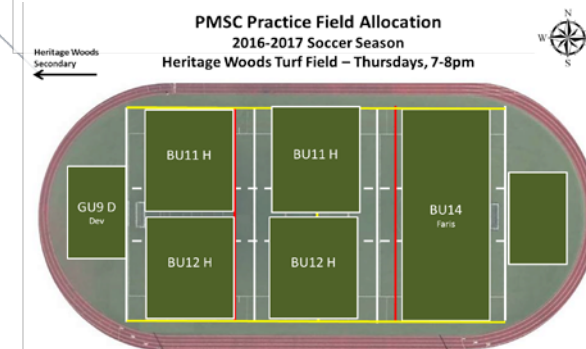 PMSC Practice Field Allocation
2016-2017 Soccer Season
Heritage Woods Turf Field – Thursdays, 7-8pm
Heritage Woods
Secondary
N
W
E
S
BU11 H
BU11 H
GU9 D
Dev
BU14
Faris
BU12 H
BU12 H